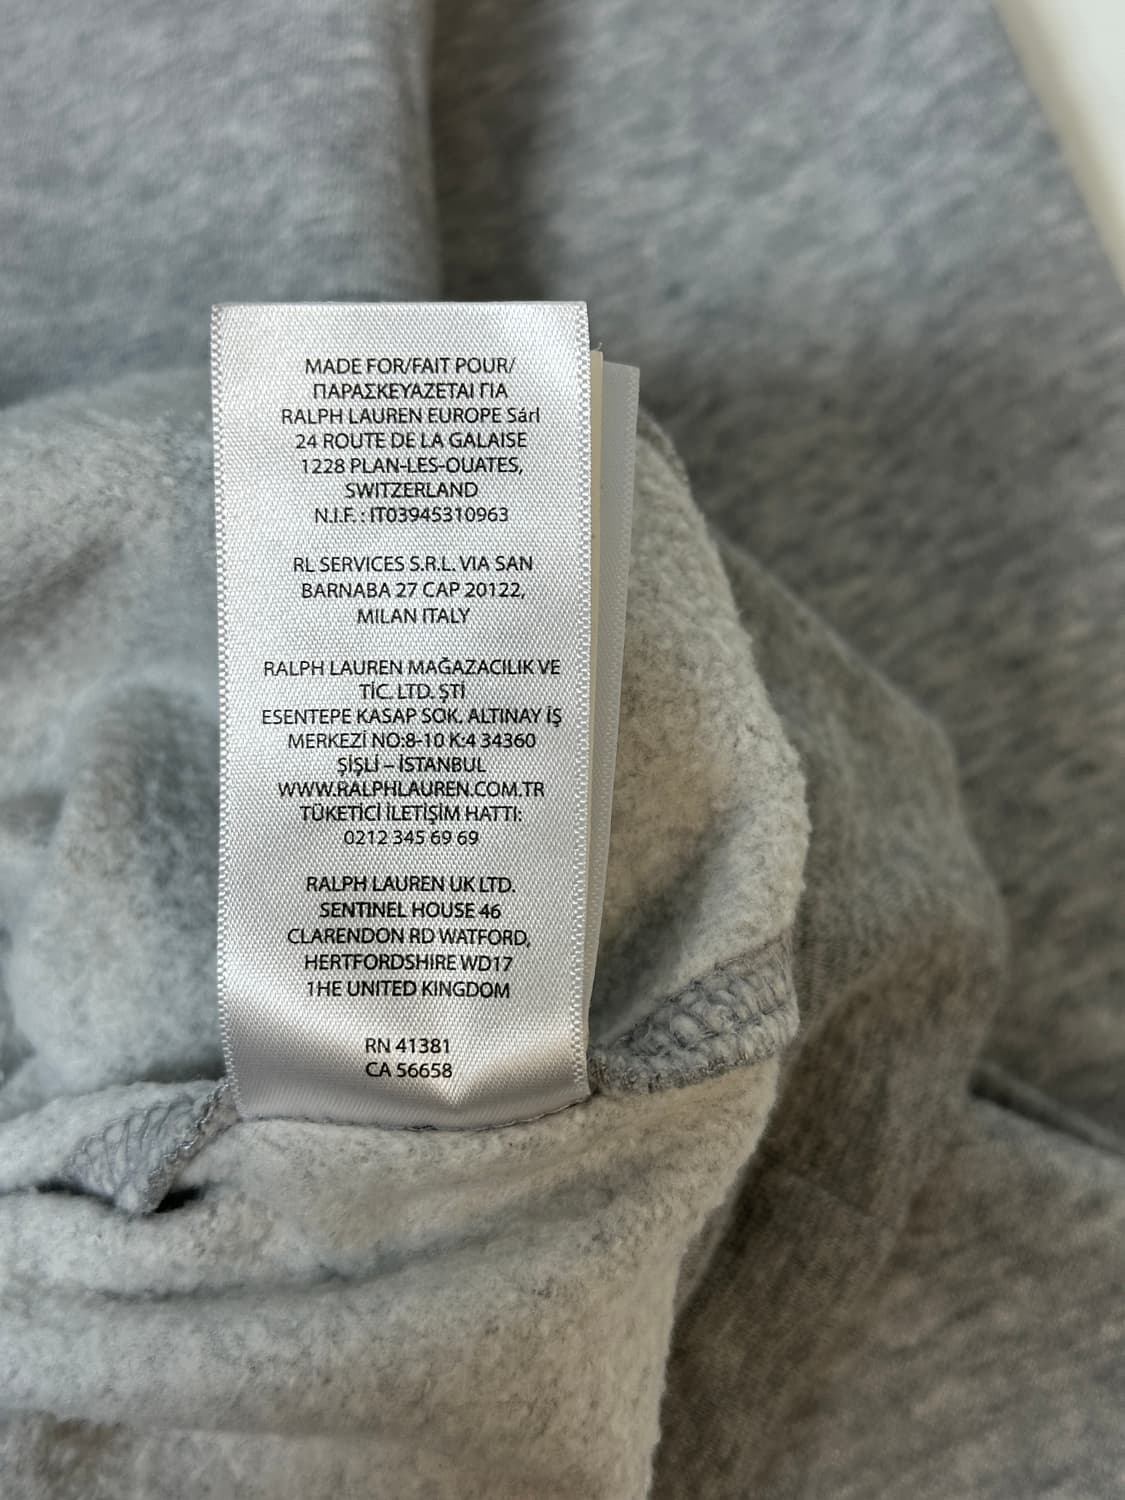 MADE FOR/FAIT POUR/
ΠΑΡΑΣΚΕΥΑΖΕΤΑΙ ΓΙΑ
RALPH LAUREN EUROPE Sárl
24 ROUTE DE LA GALAISE
1228 PLAN-LES-OUATES,
SWITZERLAND
N.I.F. : IT03945310963
RL SERVICES S.R.L. VIA SAN
BARNABA 27 CAP 20122,
MILAN ITALY
RALPH LAUREN MAĞAZACILIK VE
TİC. LTD. ŞTİ
ESENTEPE KASAP SOK. ALTINAY İŞ
MERKEZİ NO:8-10 K:4 34360
ŞİŞLİ – İSTANBUL
WWW.RALPHLAUREN.COM.TR
TÜKETİCİ İLETİŞİM HATTI:
0212 345 69 69
RALPH LAUREN UK LTD.
SENTINEL HOUSE 46
CLARENDON RD WATFORD,
HERTFORDSHIRE WD17
1HE UNITED KINGDOM
RN 41381
CA 56658